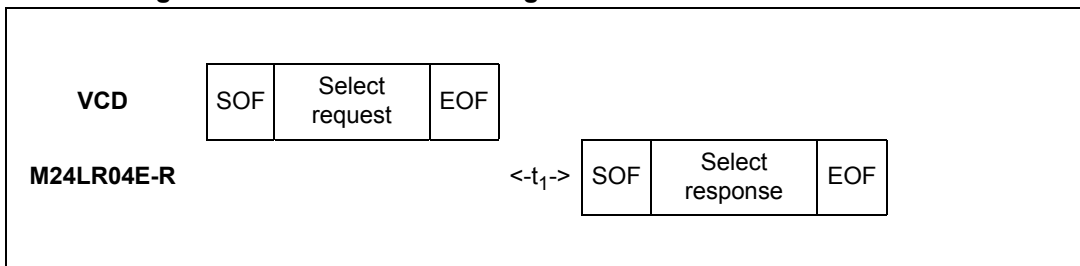 VCD SOF Select request EOF
M24LR04E-R <-t1-> SOF Select response EOF